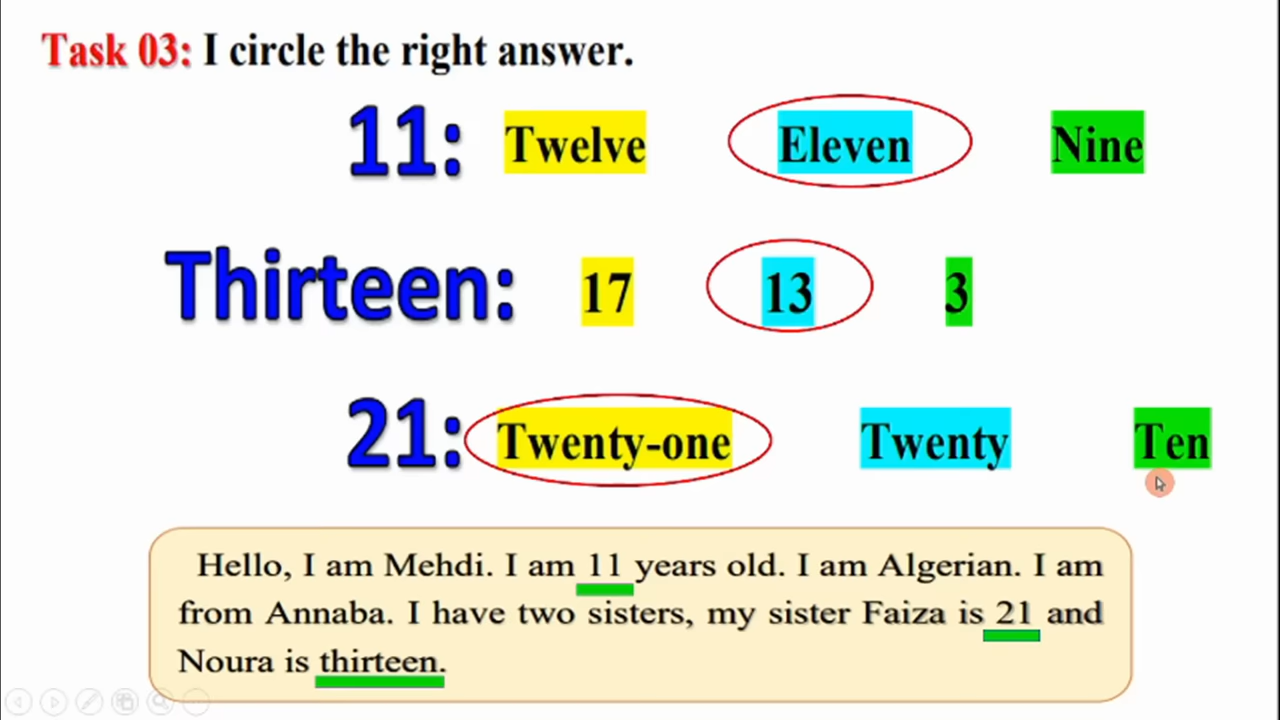 Task 03: I circle the right answer.
11: Twelve Eleven Nine
Thirteen: 17 13 3
21: Twenty-one Twenty Ten
Hello, I am Mehdi. I am 11 years old. I am Algerian. I am
from Annaba. I have two sisters, my sister Faiza is 21 and
Noura is thirteen.